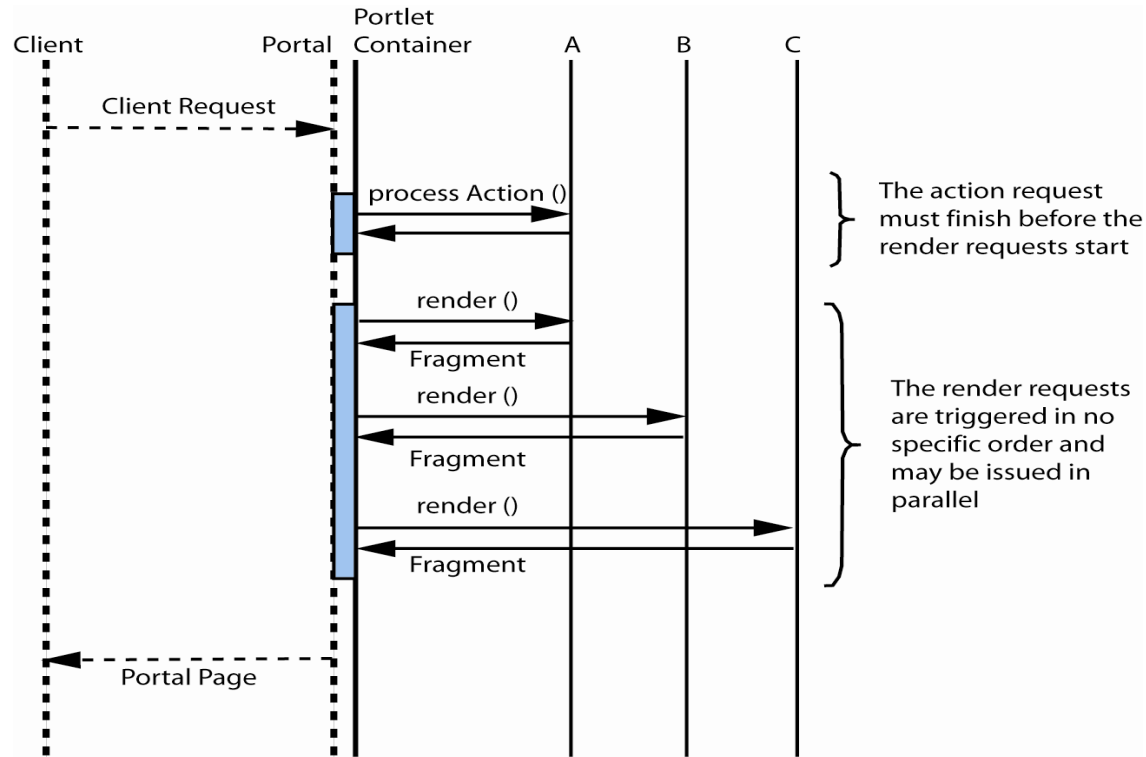 Client
Portal
Portlet
Container
A
B
C
Client Request
process Action ()
The action request
must finish before the
render requests start
render ()
Fragment
render ()
Fragment
render ()
Fragment
The render requests
are triggered in no
specific order and
may be issued in
parallel
Portal Page